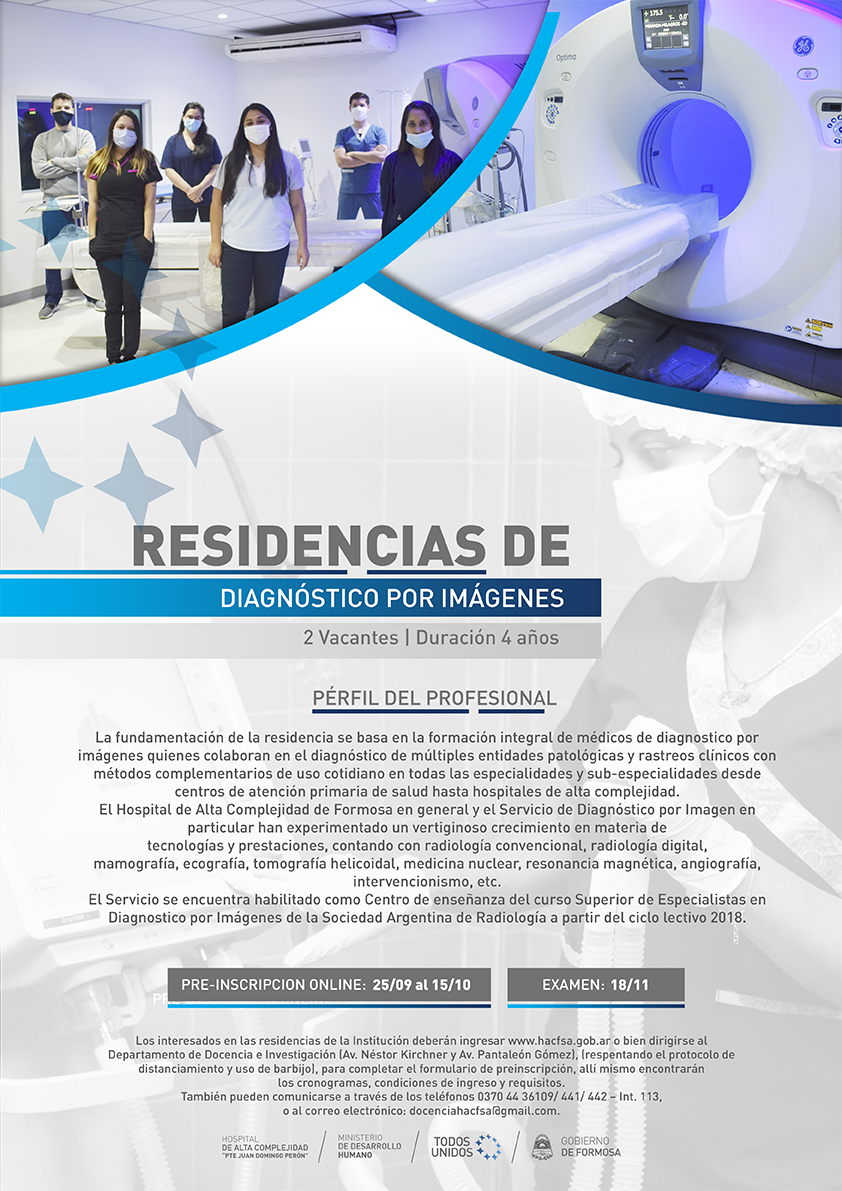 + 175.5
0.0°
Optima
GE
RESIDENCIAS DE
DIAGNÓSTICO POR IMÁGENES
2 Vacantes | Duración 4 años
PÉRFIL DEL PROFESIONAL
La fundamentación de la residencia se basa en la formación integral de médicos de diagnostico por
imágenes quienes colaboran en el diagnóstico de múltiples entidades patológicas y rastreos clínicos con
métodos complementarios de uso cotidiano en todas las especialidades y sub-especialidades desde
centros de atención primaria de salud hasta hospitales de alta complejidad.
El Hospital de Alta Complejidad de Formosa en general y el Servicio de Diagnóstico por Imagen en
particular han experimentado un vertiginoso crecimiento en materia de
tecnologías y prestaciones, contando con radiología convencional, radiología digital,
mamografía, ecografía, tomografía helicoidal, medicina nuclear, resonancia magnética, angiografía,
intervencionismo, etc.
El Servicio se encuentra habilitado como Centro de enseñanza del curso Superior de Especialistas en
Diagnostico por Imágenes de la Sociedad Argentina de Radiología a partir del ciclo lectivo 2018.
PRE-INSCRIPCION ONLINE: 25/09 al 15/10
EXAMEN: 18/11
Los interesados en las residencias de la Institución deberán ingresar www.hacfsa.gob.ar o bien dirigirse al
Departamento de Docencia e Investigación (Av. Néstor Kirchner y Av. Pantaleón Gómez), (respentando el protocolo de
distanciamiento y uso de barbijo), para completar el formulario de preinscripción, allí mismo encontrarán
los cronogramas, condiciones de ingreso y requisitos.
También pueden comunicarse a través de los teléfonos 0370 44 36109/ 441/ 442 – Int. 113,
o al correo electrónico: docenciahacfsa@gmail.com.
HOSPITAL
DE ALTA COMPLEJIDAD
"PTE JUAN DOMINGO PERÓN"
MINISTERIO
DE DESARROLLO
HUMANO
TODOS
UNIDOS
GOBIERNO
DE FORMOSA